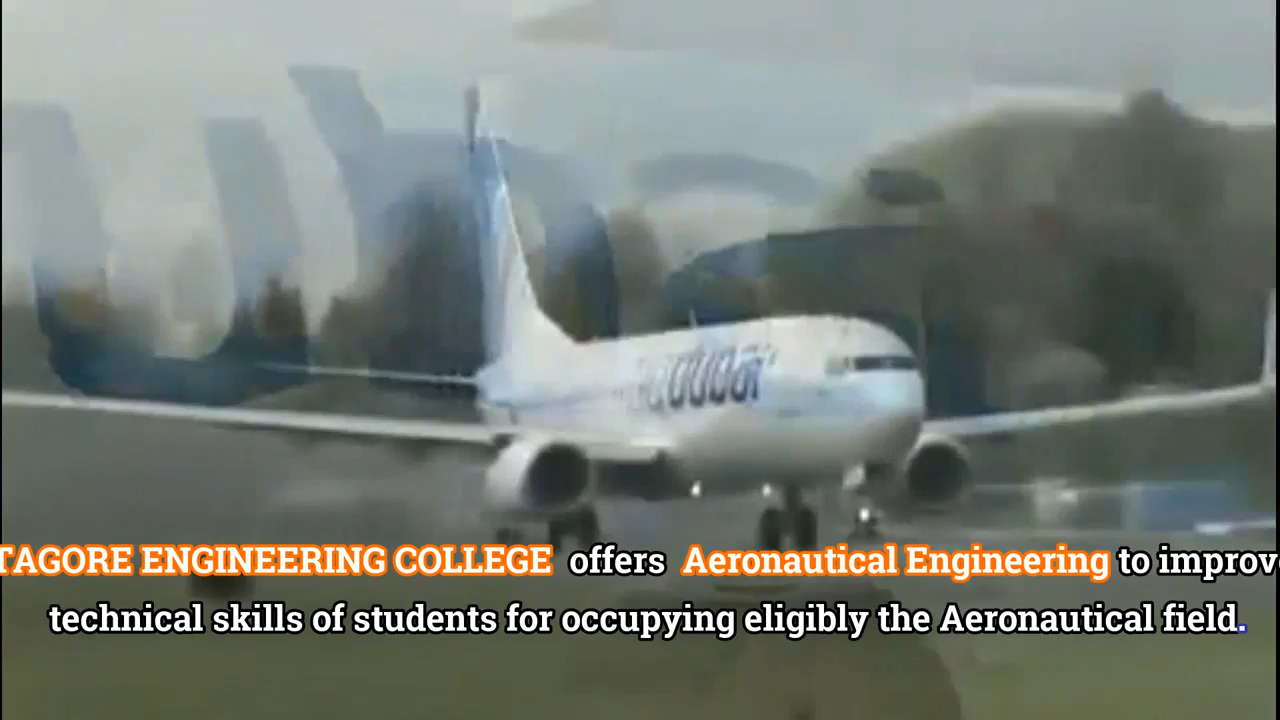 TAGORE ENGINEERING COLLEGE offers Aeronautical Engineering to improv
technical skills of students for occupying eligibly the Aeronautical field.